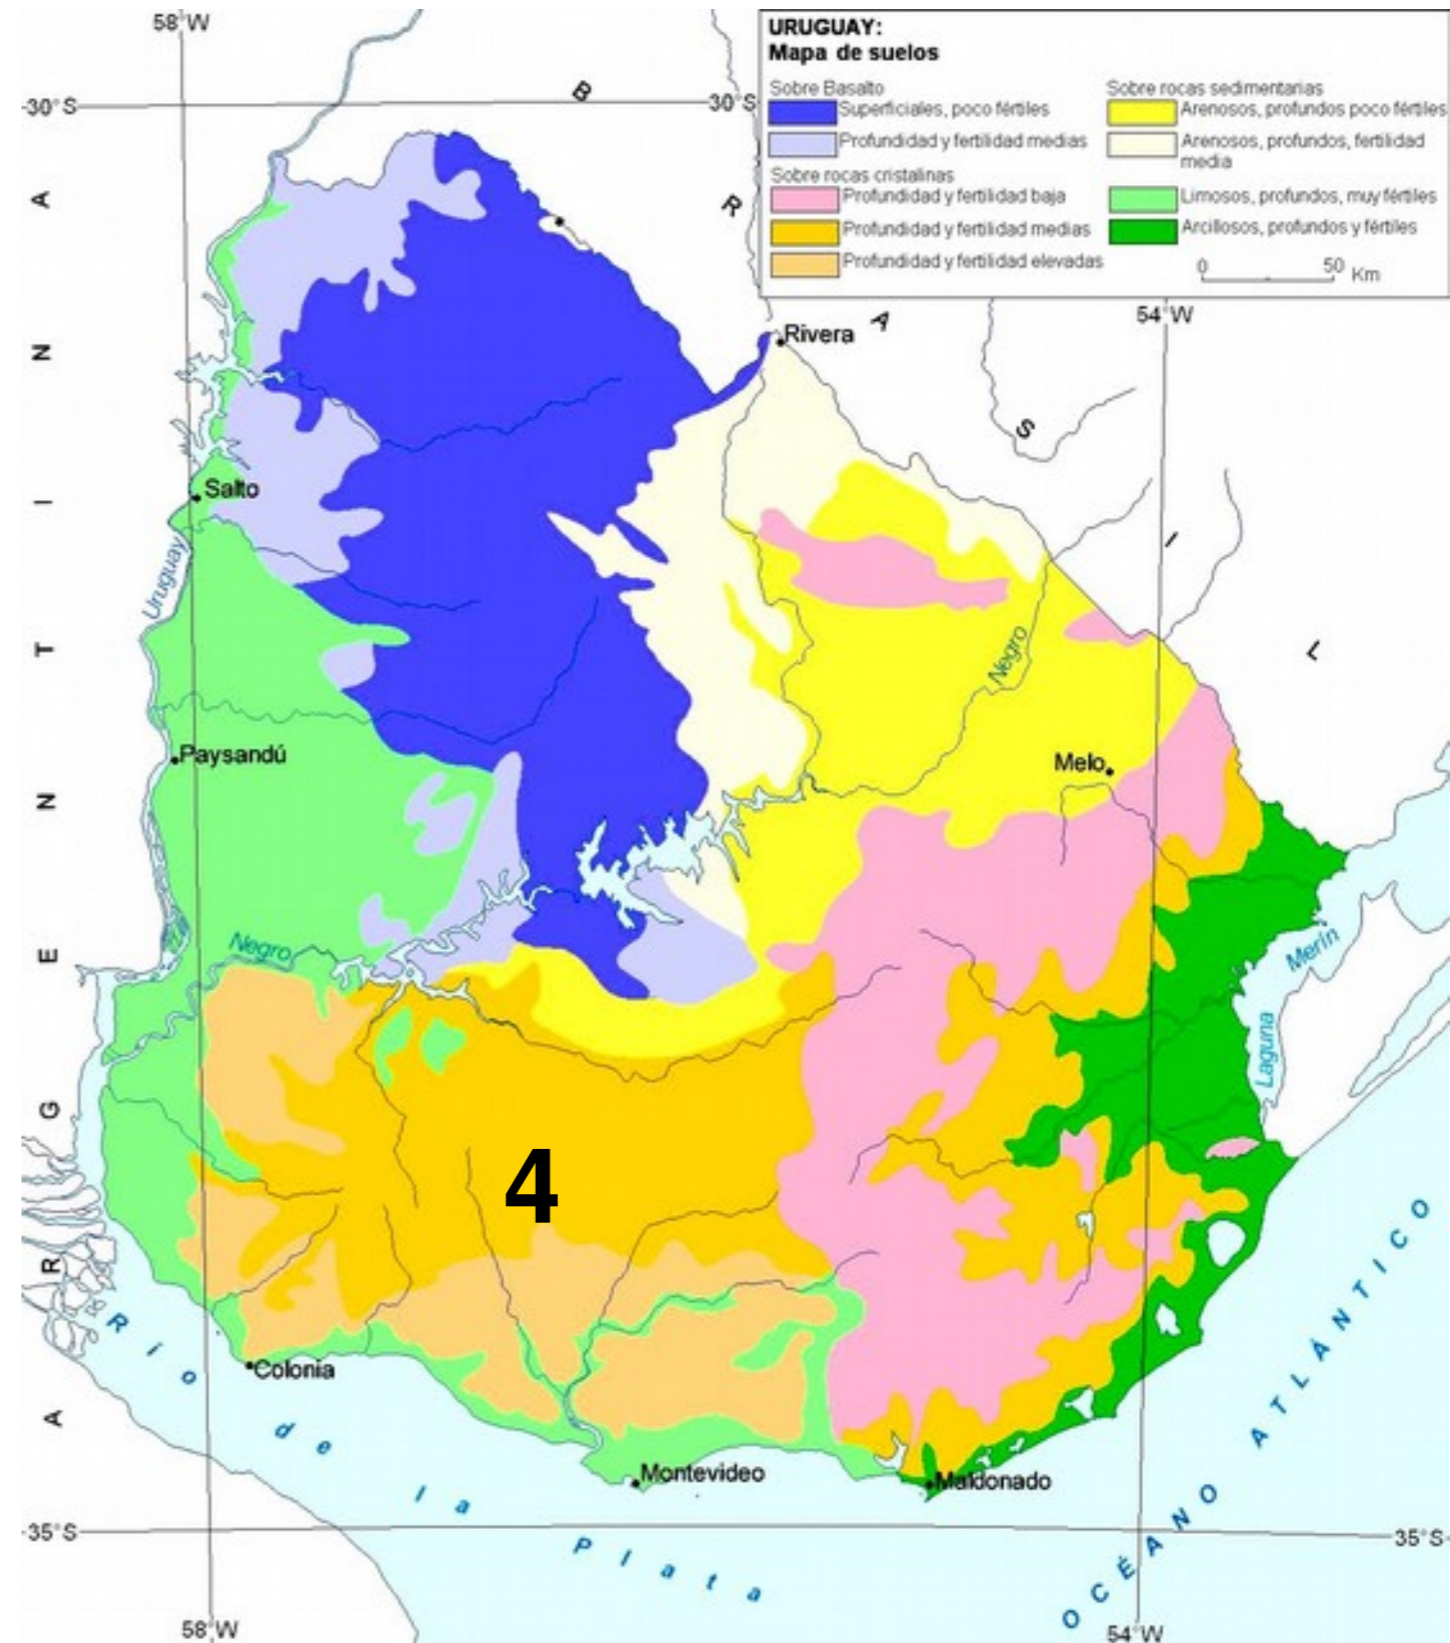 58°W
URUGUAY:
Mapa de suelos
Sobre Basalto
Superficiales, poco fértiles
Profundidad y fertilidad medias
Sobre rocas cristalinas
Profundidad y fertilidad baja
Profundidad y fertilidad medias
Profundidad y fertilidad elevadas
Sobre rocas sedimentarias
Arenosos, profundos poco fértiles
Arenosos, profundos, fertilidad
media
Limosos, profundos, muy fértiles
Arcillosos, profundos y fértiles
0 50 Km
30°S
30°S
54°W
B R A S I L
A R G E N T I N A
Rivera
Salto
Uruguay
Negro
Paysandú
Melo
Negro
Merín
Laguna
4
Colonia
Montevideo
Maldonado
Río de la Plata
OCÉANO ATLÀNTICO
35°S
35°S
58°W
54°W